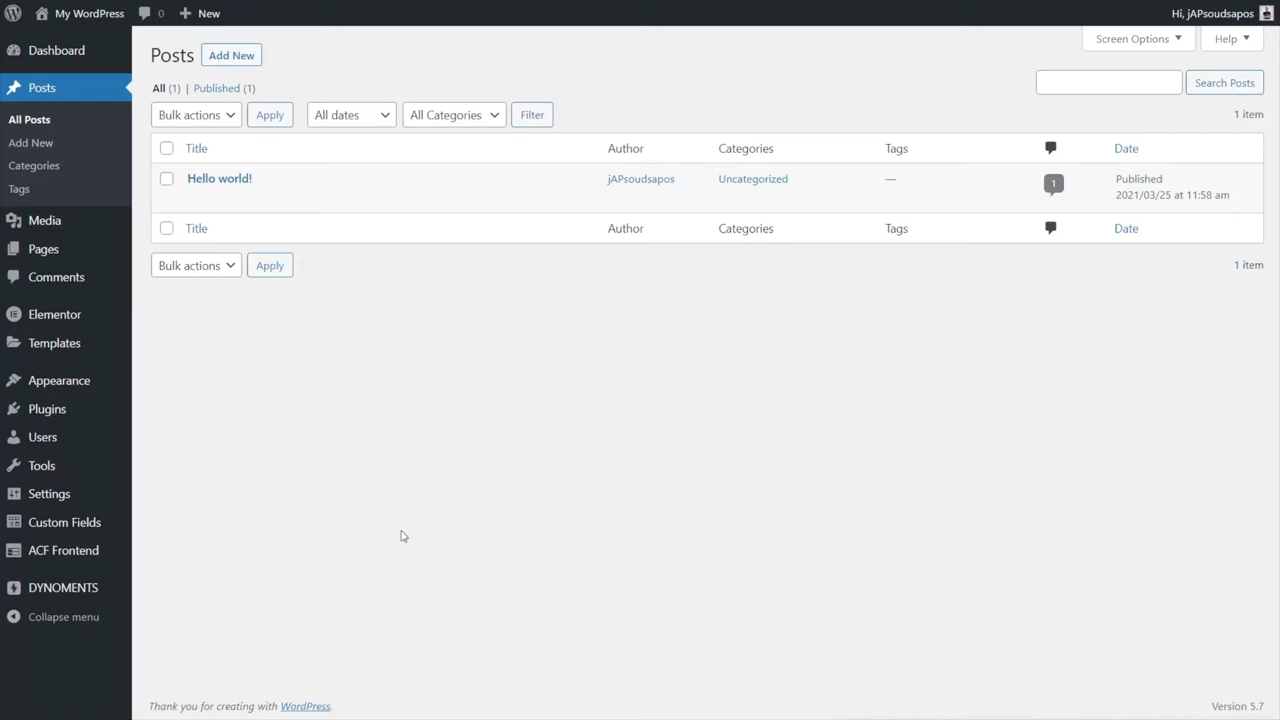 My WordPress 0 New Hi, jAPsoudsapos
Dashboard
Posts
All Posts
Add New
Categories
Tags
Media
Pages
Comments
Elementor
Templates
Appearance
Plugins
Users
Tools
Settings
Custom Fields
ACF Frontend
DYNOMENTS
Collapse menu
Screen Options Help
Posts Add New
All (1) | Published (1)
Search Posts
Bulk actions Apply All dates All Categories Filter 1 item
Title Author Categories Tags Date
Hello world! jAPsoudsapos Uncategorized — 1 Published
2021/03/25 at 11:58 am
Title Author Categories Tags Date
Bulk actions Apply 1 item
Thank you for creating with WordPress. Version 5.7